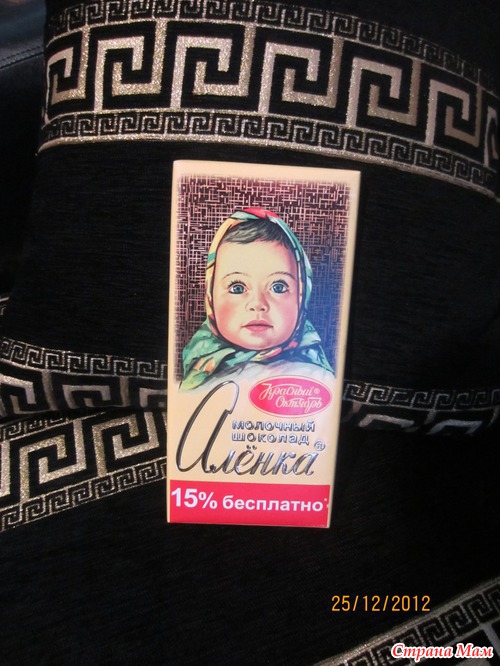 Красный®
Октябрь
МОЛОЧНЫЙ
ШОКОЛАД
Алёнка®
15% бесплатно*
25/12/2012
Страна Мам